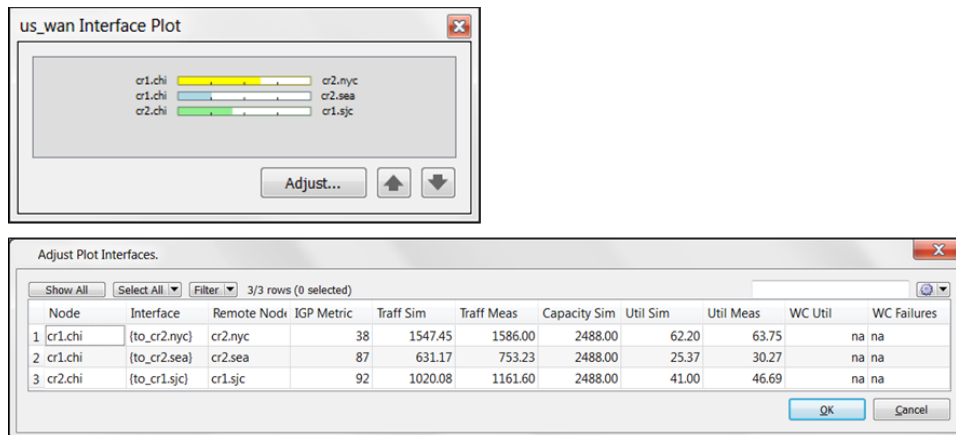 us_wan Interface Plot
cr1.chi cr2.nyc
cr1.chi cr2.sea
cr2.chi cr1.sjc
Adjust...
Adjust Plot Interfaces.
Show All Select All Filter 3/3 rows (0 selected)
Node Interface Remote Node IGP Metric Traff Sim Traff Meas Capacity Sim Util Sim Util Meas WC Util WC Failures
1 cr1.chi {to_cr2.nyc} cr2.nyc 38 1547.45 1586.00 2488.00 62.20 63.75 na na
2 cr1.chi {to_cr2.sea} cr2.sea 87 631.17 753.23 2488.00 25.37 30.27 na na
3 cr2.chi {to_cr1.sjc} cr1.sjc 92 1020.08 1161.60 2488.00 41.00 46.69 na na
OK Cancel